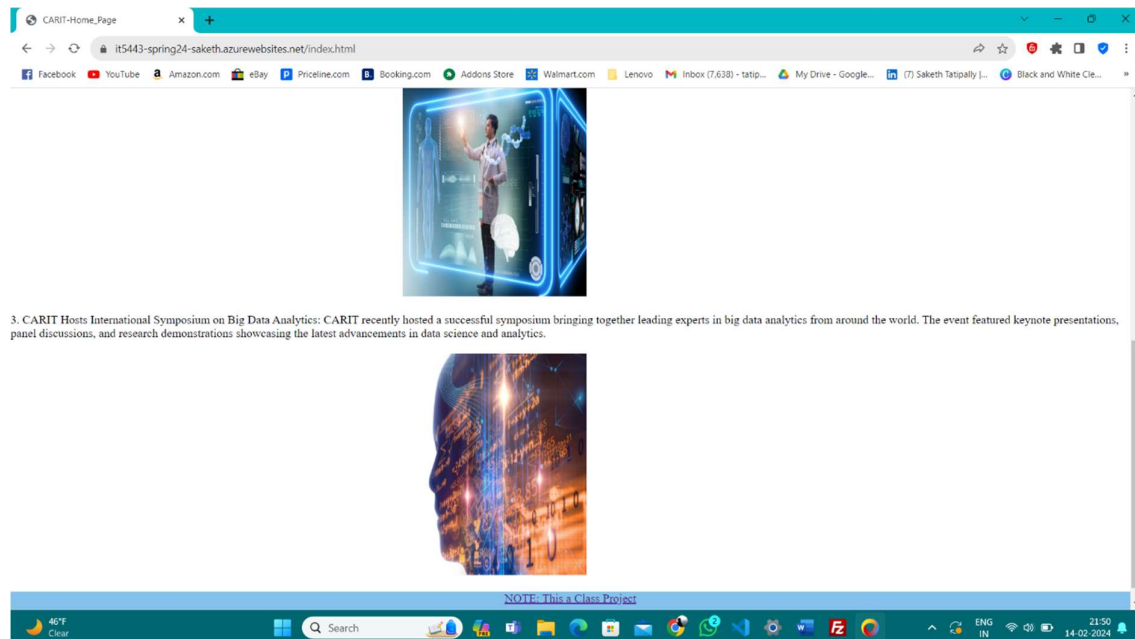 CARIT-Home_Page
it5443-spring24-saketh.azurewebsites.net/index.html
Facebook YouTube Amazon.com eBay Priceline.com Booking.com Addons Store Walmart.com Lenovo Inbox (7,638) - tatip... My Drive - Google... (7) Saketh Tatipally |... Black and White Cle... »
3. CARIT Hosts International Symposium on Big Data Analytics: CARIT recently hosted a successful symposium bringing together leading experts in big data analytics from around the world. The event featured keynote presentations,
panel discussions, and research demonstrations showcasing the latest advancements in data science and analytics.
NOTE: This a Class Project
46°F
Clear
Search
ENG
IN
21:50
14-02-2024